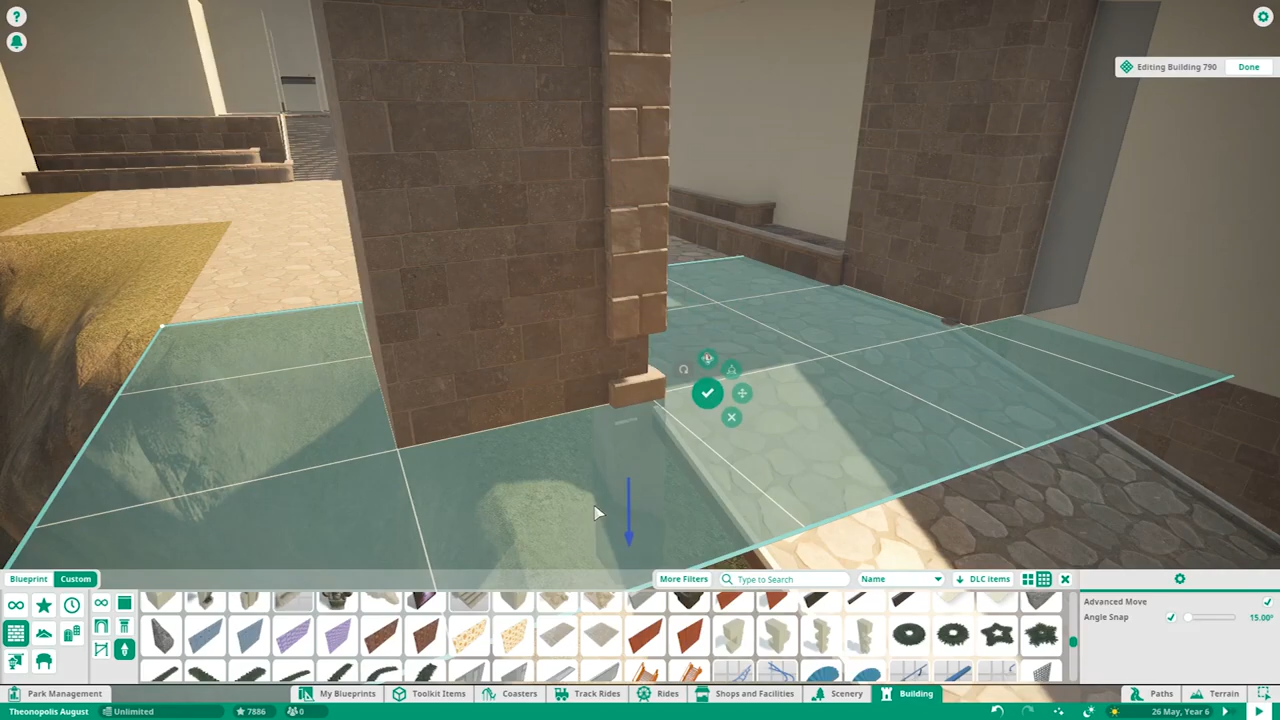 ?
Editing Building 790 Done
Blueprint Custom More Filters Type to Search Name DLC items
Advanced Move
Angle Snap 15.00°
Park Management My Blueprints Toolkit Items Coasters Track Rides Rides Shops and Facilities Scenery Building Paths Terrain
Theonopolis August Unlimited 7886 0 26 May, Year 6